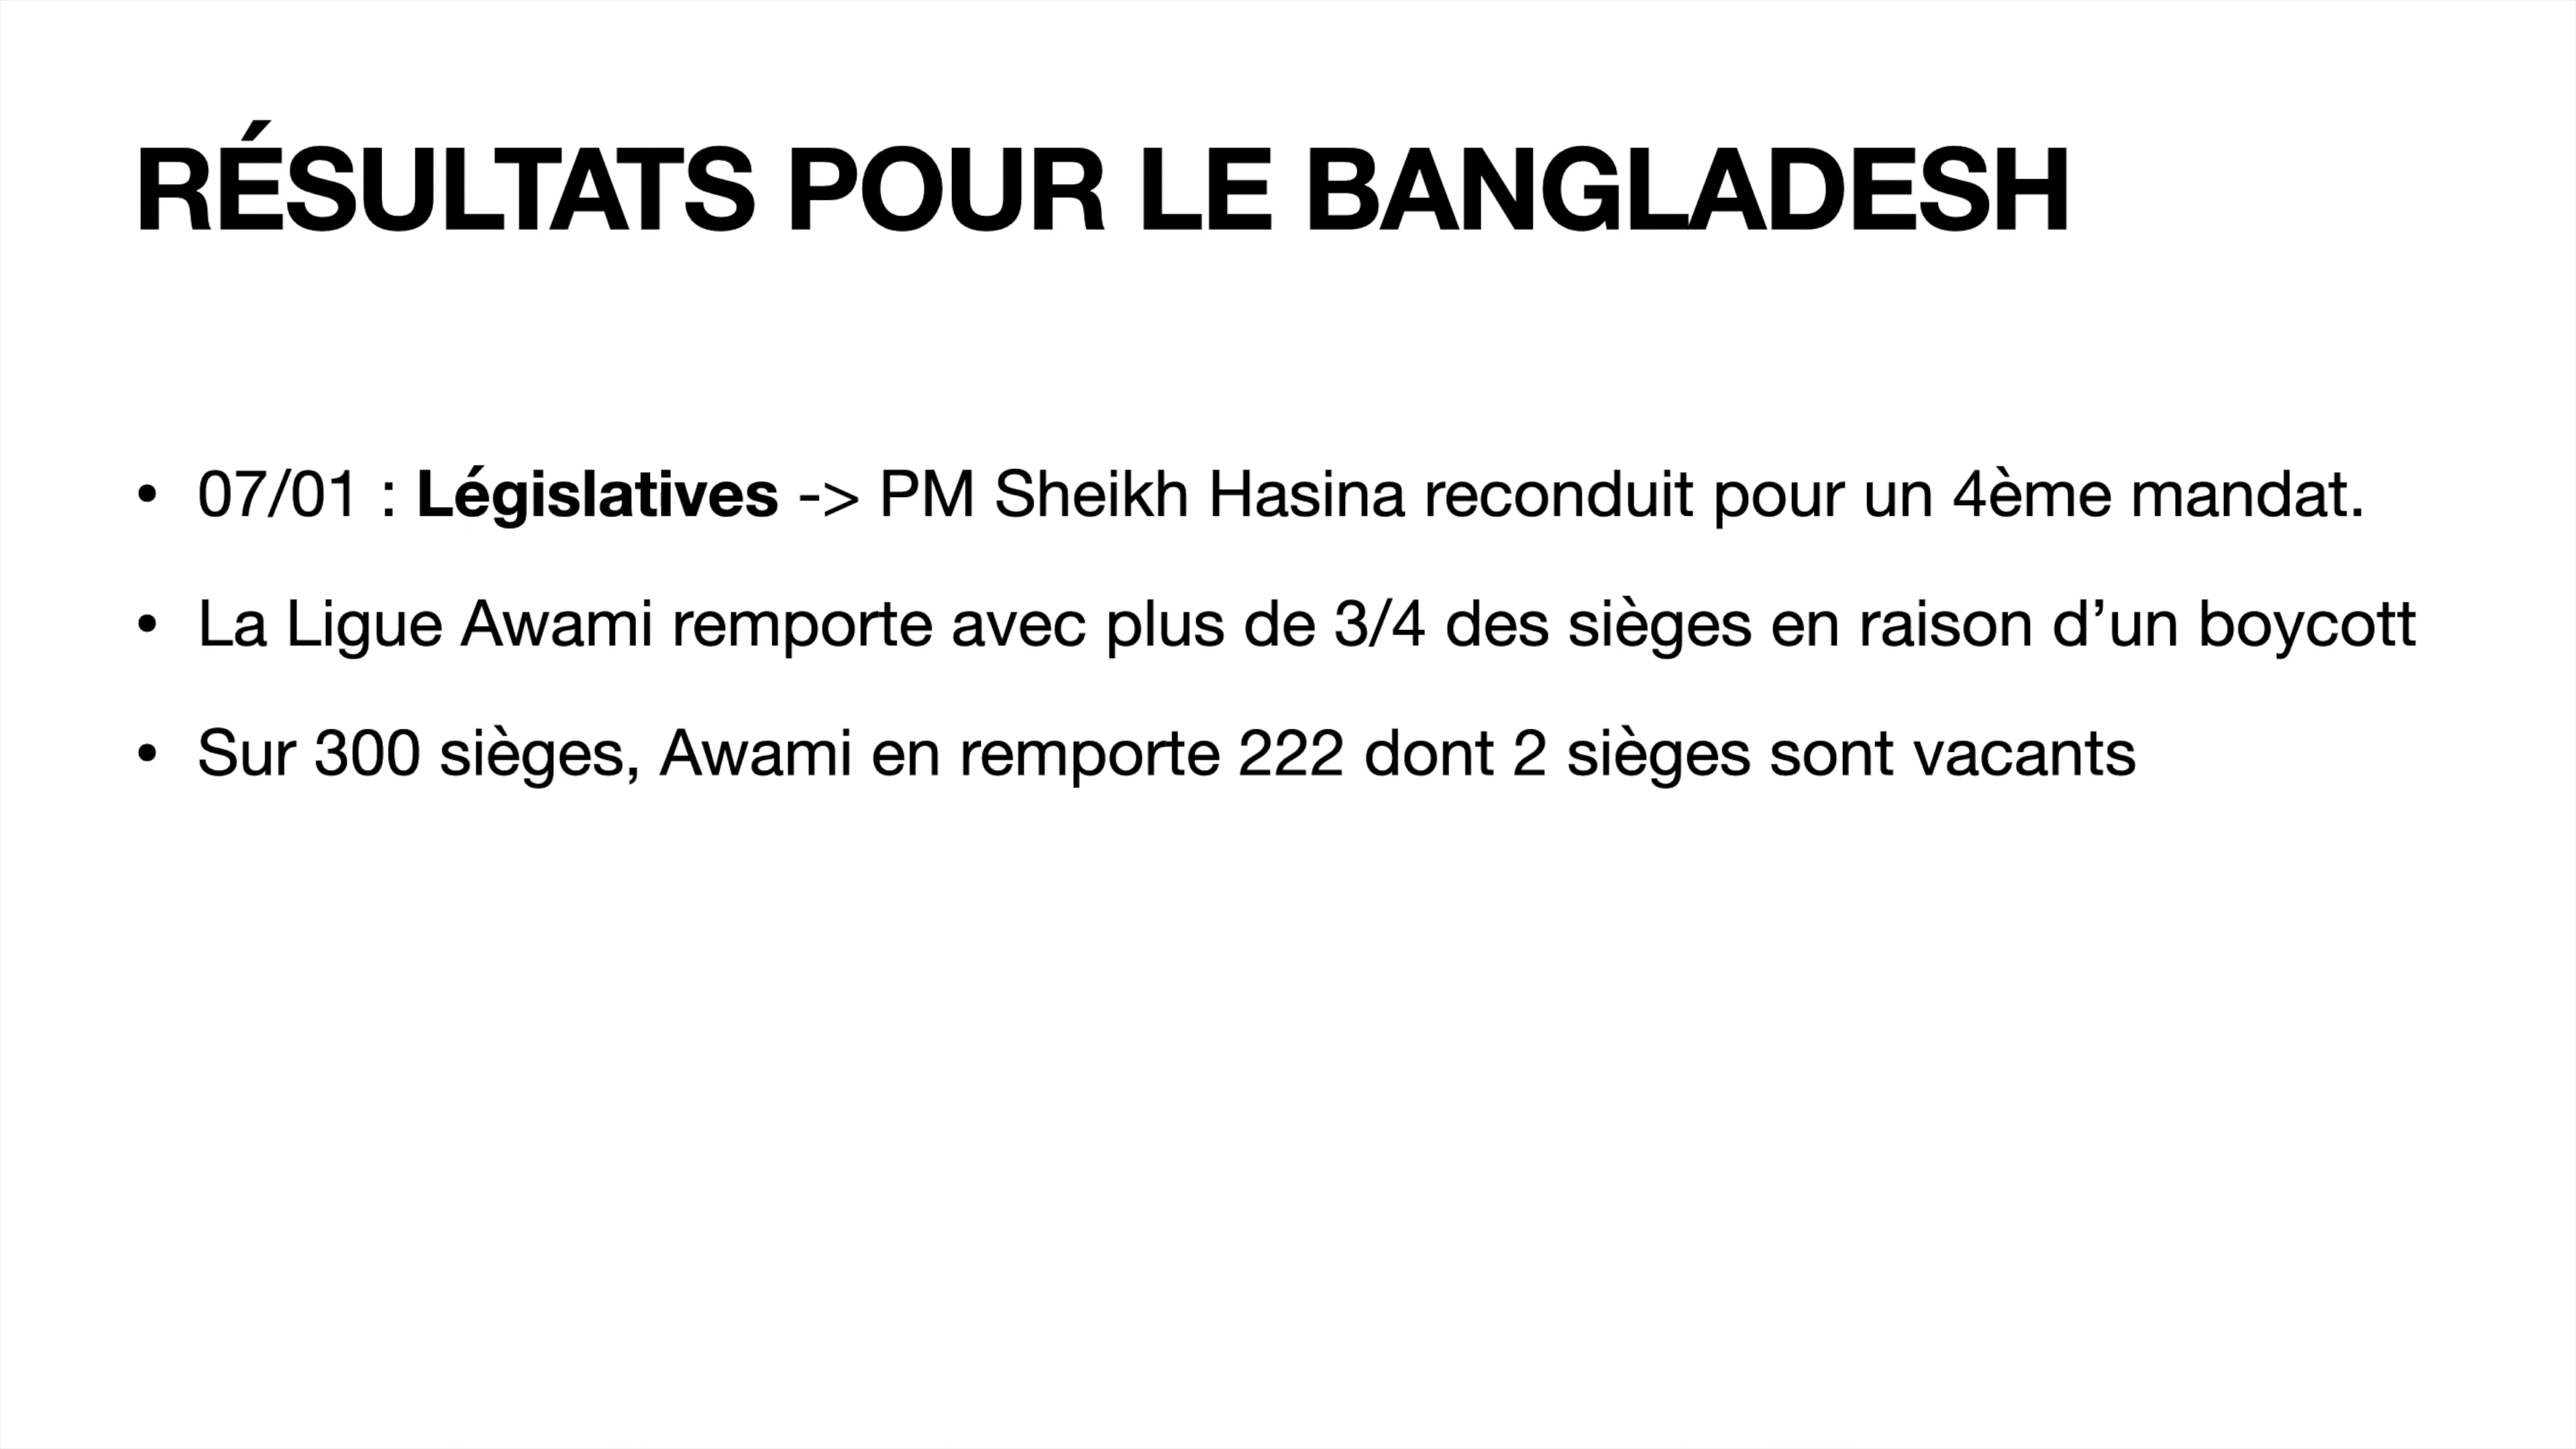 RÉSULTATS POUR LE BANGLADESH
• 07/01 : Législatives -> PM Sheikh Hasina reconduit pour un 4ème mandat.
• La Ligue Awami remporte avec plus de 3/4 des sièges en raison d’un boycott
• Sur 300 sièges, Awami en remporte 222 dont 2 sièges sont vacants